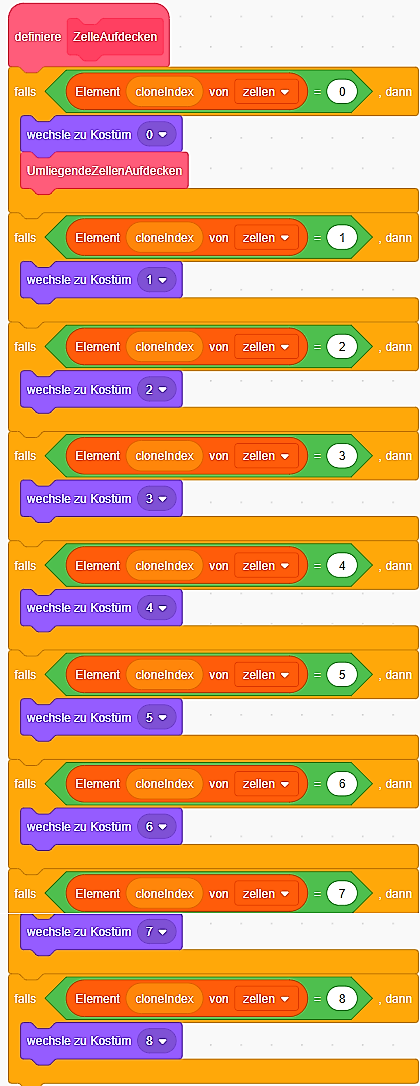 definiere ZelleAufdecken
falls Element cloneIndex von zellen = 0 , dann
wechsle zu Kostüm 0
UmliegendeZellenAufdecken
falls Element cloneIndex von zellen = 1 , dann
wechsle zu Kostüm 1
falls Element cloneIndex von zellen = 2 , dann
wechsle zu Kostüm 2
falls Element cloneIndex von zellen = 3 , dann
wechsle zu Kostüm 3
falls Element cloneIndex von zellen = 4 , dann
wechsle zu Kostüm 4
falls Element cloneIndex von zellen = 5 , dann
wechsle zu Kostüm 5
falls Element cloneIndex von zellen = 6 , dann
wechsle zu Kostüm 6
falls Element cloneIndex von zellen = 7 , dann
wechsle zu Kostüm 7
falls Element cloneIndex von zellen = 8 , dann
wechsle zu Kostüm 8